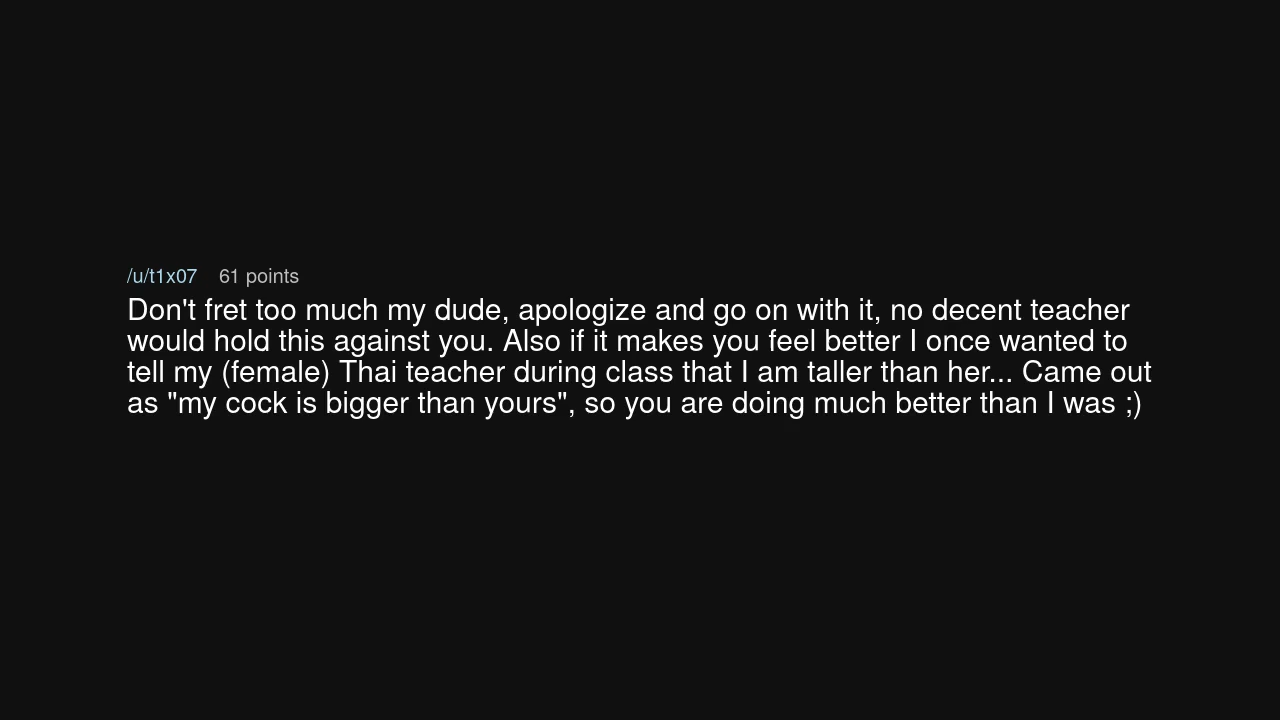 /u/t1x07 61 points
Don't fret too much my dude, apologize and go on with it, no decent teacher
would hold this against you. Also if it makes you feel better I once wanted to
tell my (female) Thai teacher during class that I am taller than her... Came out
as "my cock is bigger than yours", so you are doing much better than I was ;)